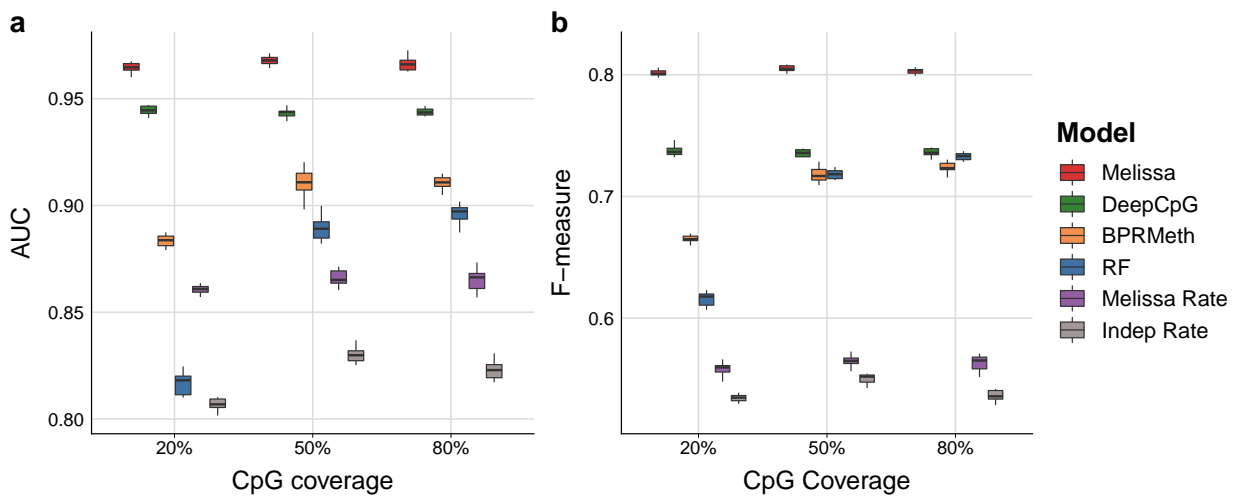 a
AUC
0.95
0.90
0.85
0.80
20%
50%
80%
CpG coverage
b
F−measure
0.8
0.7
0.6
20%
50%
80%
CpG Coverage
Model
Melissa
DeepCpG
BPRMeth
RF
Melissa Rate
Indep Rate